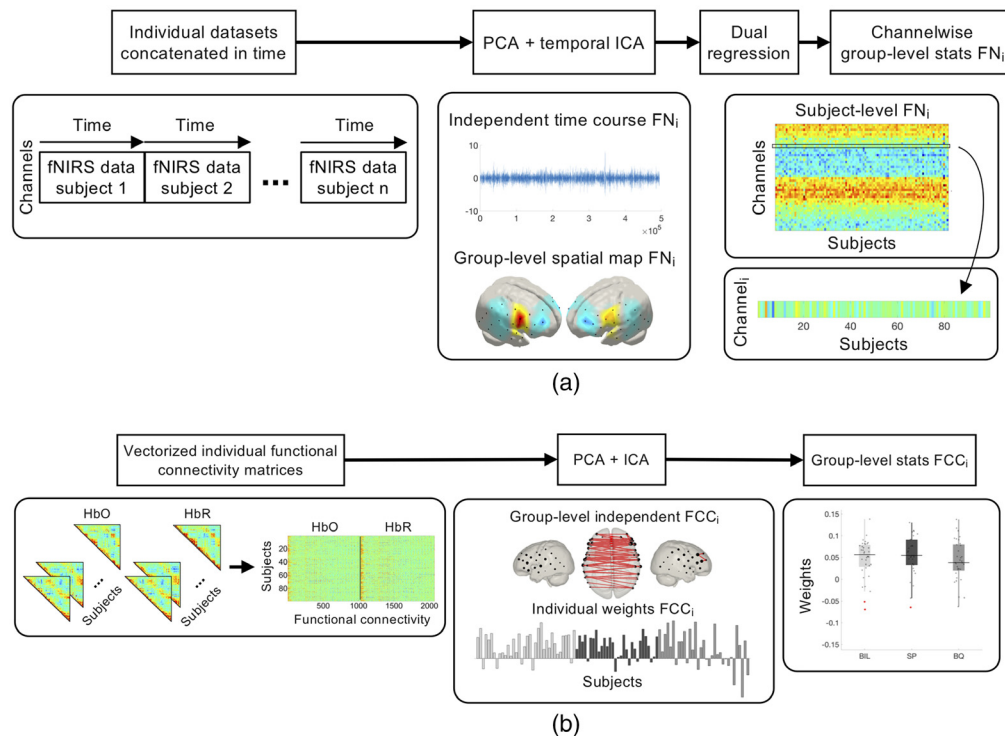 Individual datasets
concatenated in time
PCA + temporal ICA
Dual
regression
Channelwise
group-level stats FNi
Channels
Time
Time
Time
fNIRS data
subject 1
fNIRS data
subject 2
...
fNIRS data
subject n
Independent time course FNi
10
0
-10
0 1 2 3 4 5
×10⁵
Group-level spatial map FNi
Subject-level FNi
Channels
Subjects
Channeli
20 40 60 80
Subjects
(a)
Vectorized individual functional
connectivity matrices
PCA + ICA
Group-level stats FCCi
HbO
HbR
...
Subjects
...
Subjects
HbO HbR
Subjects
20
40
60
80
500 1000 1500 2000
Functional connectivity
Group-level independent FCCi
Individual weights FCCi
Subjects
Weights
0.15
0.1
0.05
0
0.05
-0.1
-0.15
BIL SP BQ
(b)